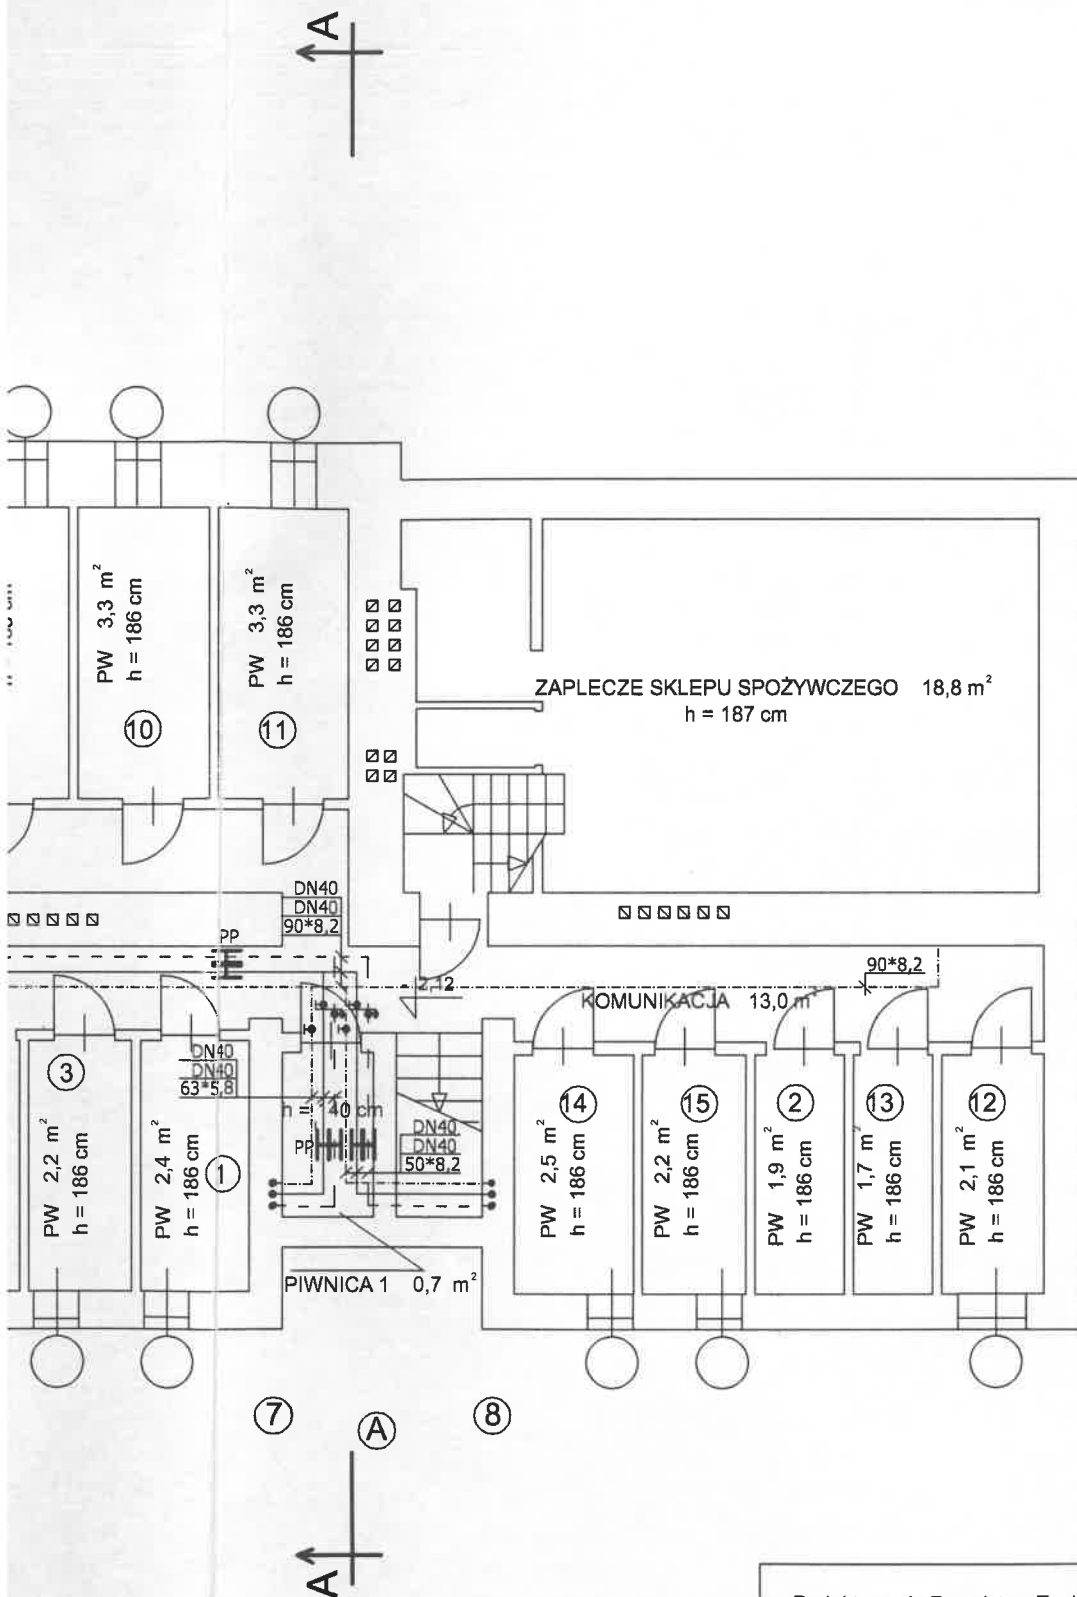 A
PW 3,3 m²
h = 186 cm
10
PW 3,3 m²
h = 186 cm
11
ZAPLECZE SKLEPU SPOŻYWCZEGO 18,8 m²
h = 187 cm
DN40
DN40
90*8,2
PP
- 2,12
90*8,2
KOMUNIKACJA 13,0 m²
DN40
DN40
63*5,8
h = 40 cm
PP
DN40
DN40
50*8,2
3
PW 2,2 m²
h = 186 cm
1
PW 2,4 m²
h = 186 cm
14
PW 2,5 m²
h = 186 cm
15
PW 2,2 m²
h = 186 cm
2
PW 1,9 m²
h = 186 cm
13
PW 1,7 m²
h = 186 cm
12
PW 2,1 m²
h = 186 cm
PIWNICA 1 0,7 m²
7
A
8
A